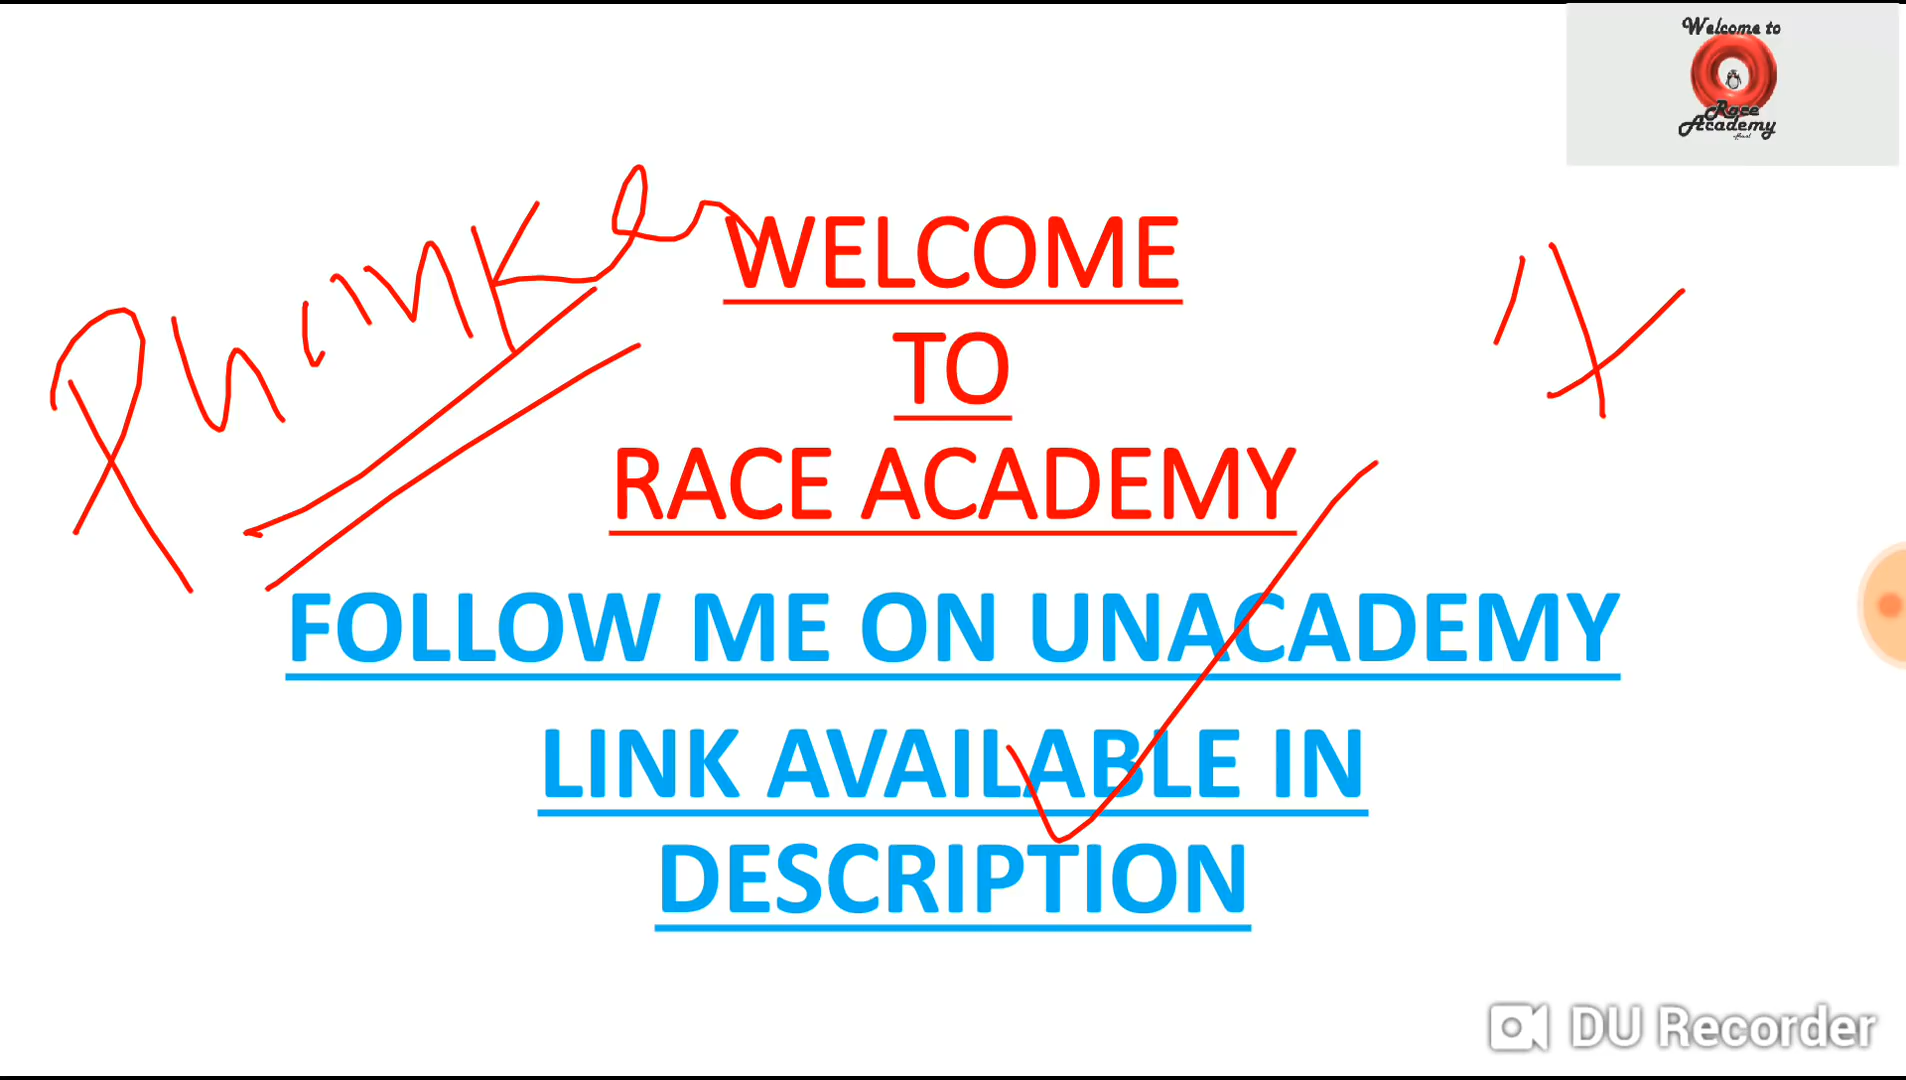 Welcome to
Race
Academy
WELCOME
TO
RACE ACADEMY
FOLLOW ME ON UNACADEMY
LINK AVAILABLE IN
DESCRIPTION
DU Recorder